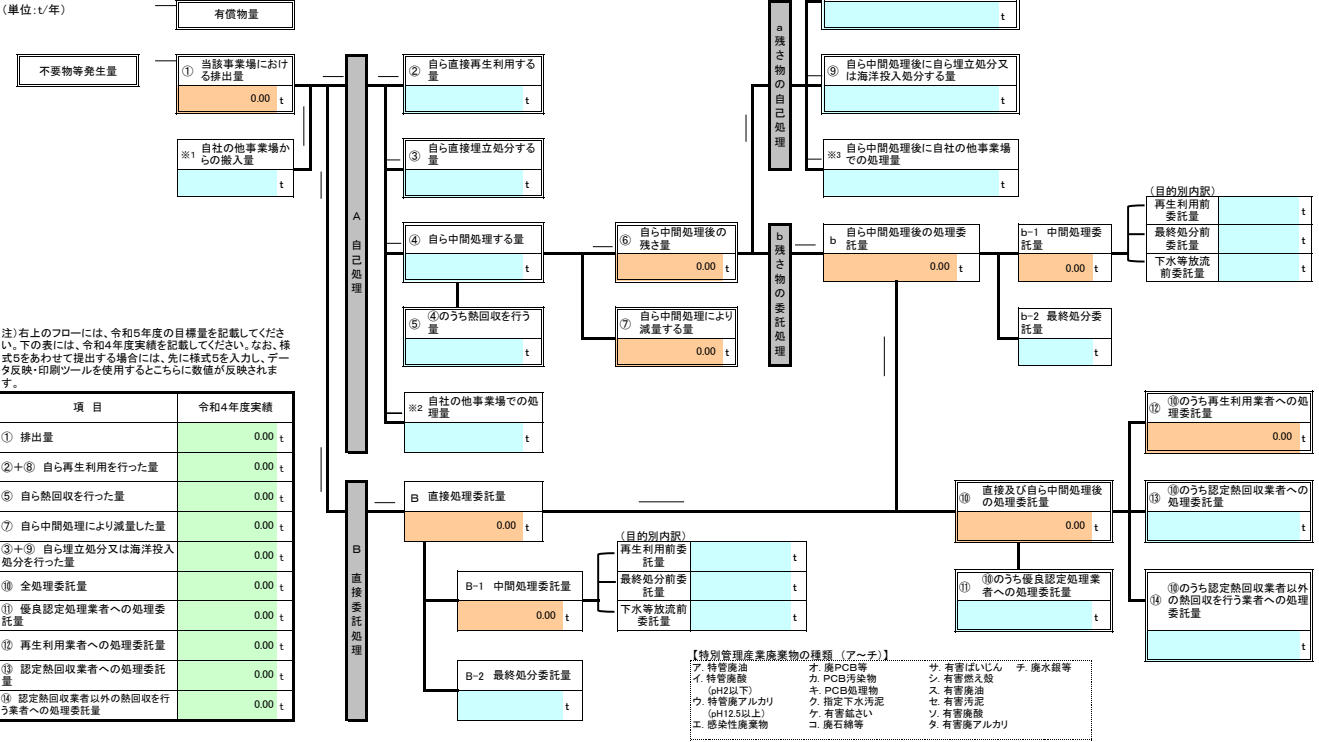 (単位:t/年)
有償物量
不要物等発生量
① 当該事業場におけ
る排出量
0.00 t
※1 自社の他事業場か
らの搬入量
t
A 自己処理
② 自ら直接再生利用する
量
t
③ 自ら直接埋立処分する
量
t
④ 自ら中間処理する量
t
⑤ ④のうち熱回収を行う
量
t
※2 自社の他事業場での処
理量
t
⑥ 自ら中間処理後の
残さ量
0.00 t
⑦ 自ら中間処理により
減量する量
0.00 t
a 残さ物の自己処理
t
⑨ 自ら中間処理後に自ら埋立処分又
は海洋投入処分する量
t
※3 自ら中間処理後に自社の他事業場
での処理量
t
b 残さ物の委託処理
b 自ら中間処理後の処理委
託量
0.00 t
b-1 中間処理委
託量
0.00 t
(目的別内訳)
再生利用前
委託量
t
最終処分前
委託量
t
下水等放流
前委託量
t
b-2 最終処分委
託量
t
注)右上のフローには、令和5年度の目標量を記載してくださ
い。下の表には、令和4年度実績を記載してください。なお、様
式5をあわせて提出する場合には、先に様式5を入力し、デー
タ反映・印刷ツールを使用するとこちらに数値が反映されま
す。
項 目 令和4年度実績
① 排出量 0.00 t
②+⑧ 自ら再生利用を行った量 0.00 t
⑤ 自ら熱回収を行った量 0.00 t
⑦ 自ら中間処理により減量した量 0.00 t
③+⑨ 自ら埋立処分又は海洋投入
処分を行った量 0.00 t
⑩ 全処理委託量 0.00 t
⑪ 優良認定処理業者への処理委
託量 0.00 t
⑫ 再生利用業者への処理委託量 0.00 t
⑬ 認定熱回収業者への処理委託
量 0.00 t
⑭ 認定熱回収業者以外の熱回収を行
う業者への処理委託量 0.00 t
B 直接委託処理
B 直接処理委託量
0.00 t
B-1 中間処理委託量
0.00 t
(目的別内訳)
再生利用前委
託量
t
最終処分前委
託量
t
下水等放流前
委託量
t
B-2 最終処分委託量
t
⑩ 直接及び自ら中間処理後
の処理委託量
0.00 t
⑪ ⑩のうち優良認定処理業
者への処理委託量
t
⑫ ⑩のうち再生利用業者への処
理委託量
0.00 t
⑬ ⑩のうち認定熱回収業者への
処理委託量
t
⑭ ⑩のうち認定熱回収業者以外
の熱回収を行う業者への処理
委託量
t
【特別管理産業廃棄物の種類 (ア~チ)】
ア. 特管廃油 オ. 廃PCB等 サ. 有害ばいじん チ. 廃水銀等
イ. 特管廃酸 カ. PCB汚染物 シ. 有害燃え殻
(pH2以下) キ. PCB処理物 ス. 有害廃油
ウ. 特管廃アルカリ ク. 指定下水汚泥 セ. 有害汚泥
(pH12.5以上) ケ. 有害鉱さい ソ. 有害廃酸
エ. 感染性廃棄物 コ. 廃石綿等 タ. 有害廃アルカリ